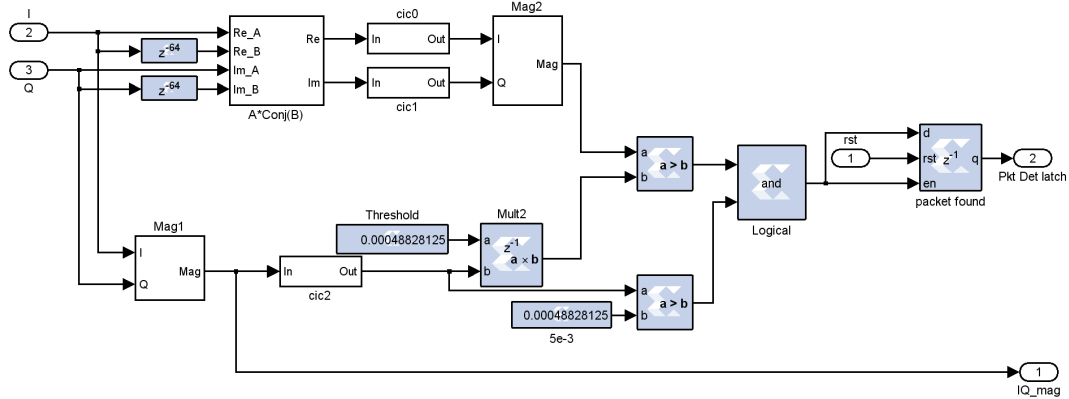 I
2
3
Q
z-64
z-64
Re_A
Re_B
Im_A
Im_B
Re
Im
A*Conj(B)
cic0
In Out
In Out
cic1
Mag2
I
Q
Mag
a
b
a > b
and
Logical
rst
1
d
rst
en
z-1
q
packet found
2
Pkt Det latch
Mag1
I
Q
Mag
Threshold
0.00048828125
In Out
cic2
Mult2
a
b
z-1
a × b
0.00048828125
5e-3
a
b
a > b
1
IQ_mag